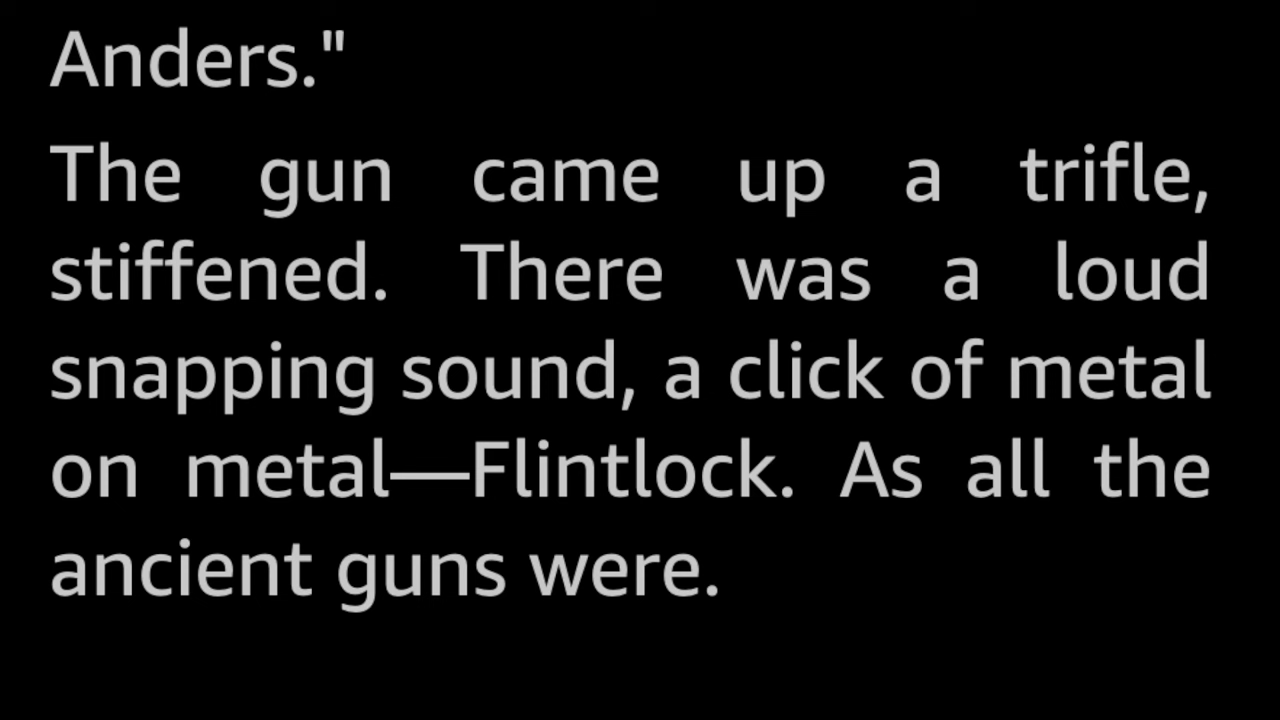 Anders."
The gun came up a trifle,
stiffened. There was a loud
snapping sound, a click of metal
on metal—Flintlock. As all the
ancient guns were.